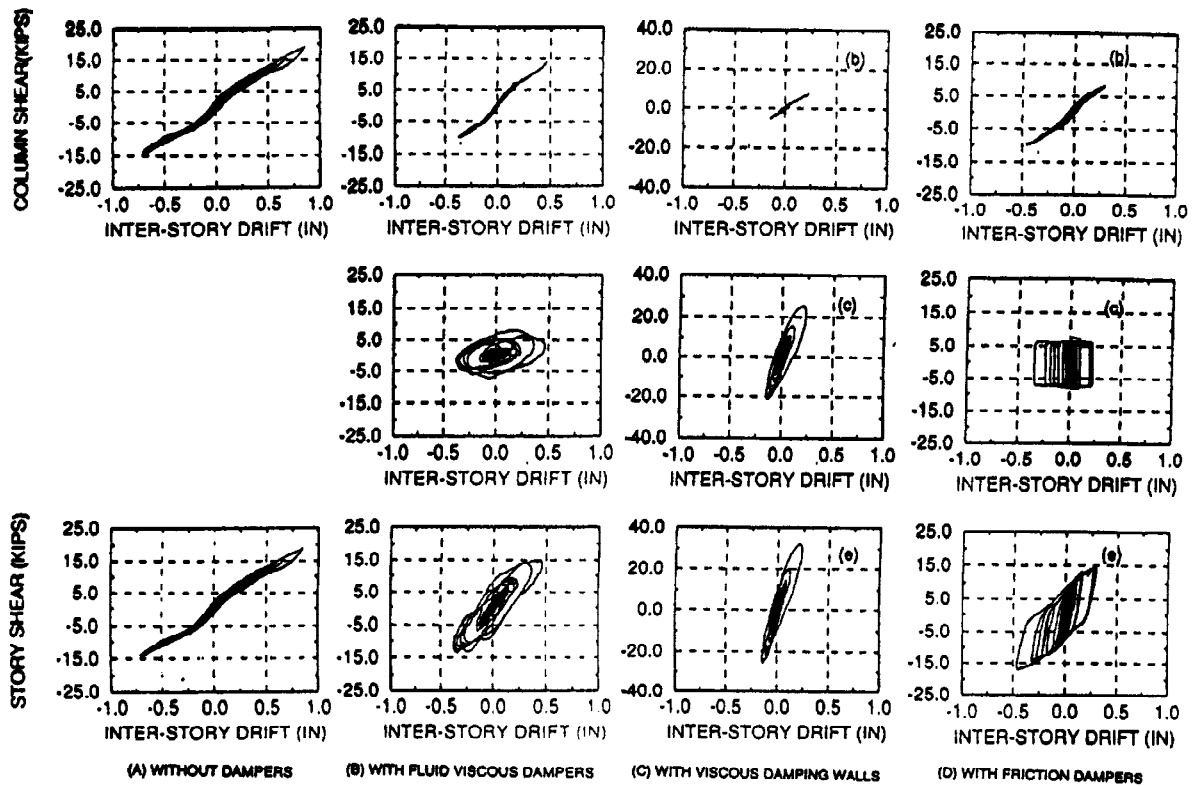 COLUMN SHEAR(KIPS)
25.0 15.0 5.0 -5.0 -15.0 -25.0
-1.0 -0.5 0.0 0.5 1.0
INTER-STORY DRIFT (IN)
25.0 15.0 5.0 -5.0 -15.0 -25.0
-1.0 -0.5 0.0 0.5 1.0
INTER-STORY DRIFT (IN)
40.0 20.0 0.0 -20.0 -40.0
(b)
-1.0 -0.5 0.0 0.5 1.0
INTER-STORY DRIFT (IN)
25.0 15.0 5.0 -5.0 -15.0 -25.0
(b)
-1.0 -0.5 0.0 0.5 1.0
INTER-STORY DRIFT (IN)
25.0 15.0 5.0 -5.0 -15.0 -25.0
-1.0 -0.5 0.0 0.5 1.0
INTER-STORY DRIFT (IN)
40.0 20.0 0.0 -20.0 -40.0
(c)
-1.0 -0.5 0.0 0.5 1.0
INTER-STORY DRIFT (IN)
25.0 15.0 5.0 -5.0 -15.0 -25.0
-1.0 -0.5 0.0 0.5 1.0
INTER-STORY DRIFT (IN)
STORY SHEAR (KIPS)
25.0 15.0 5.0 -5.0 -15.0 -25.0
-1.0 -0.5 0.0 0.5 1.0
INTER-STORY DRIFT (IN)
(A) WITHOUT DAMPERS
25.0 15.0 5.0 -5.0 -15.0 -25.0
-1.0 -0.5 0.0 0.5 1.0
INTER-STORY DRIFT (IN)
(B) WITH FLUID VISCOUS DAMPERS
40.0 20.0 0.0 -20.0 40.0
(e)
-1.0 -0.5 0.0 0.5 1.0
INTER-STORY DRIFT (IN)
(C) WITH VISCOUS DAMPING WALLS
25.0 15.0 5.0 -5.0 -15.0 -25.0
(e)
-1.0 -0.5 0.0 0.5 1.0
INTER-STORY DRIFT (IN)
(D) WITH FRICTION DAMPERS